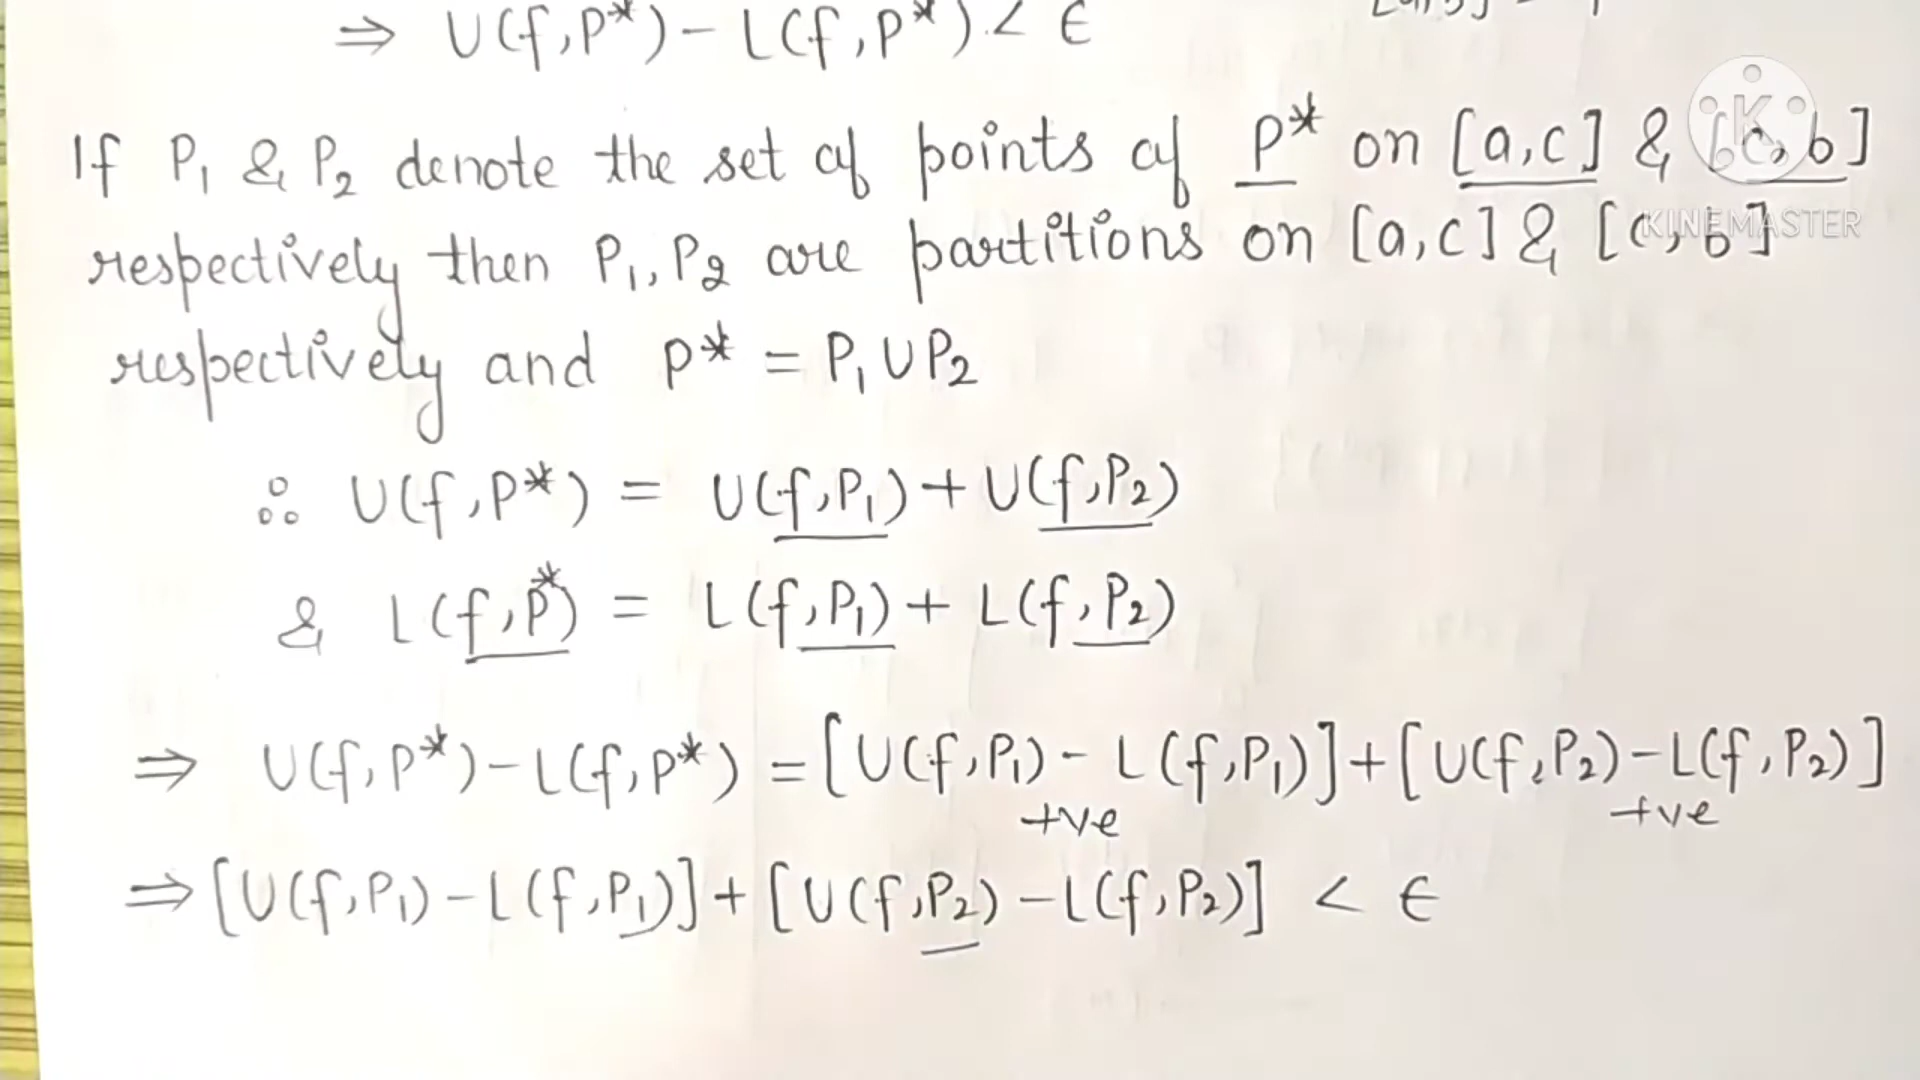 ⇒ U(f,P*) - L(f,P*) < ϵ
If P₁ & P₂ denote the set of points of P* on [a,c] & [c,b]
KINEMASTER
respectively then P₁, P₂ are partitions on [a,c] & [c,b]
respectively and P* = P₁ ∪ P₂
∴ U(f,P*) = U(f,P₁) + U(f,P₂)
& L(f,P*) = L(f,P₁) + L(f,P₂)
⇒ U(f,P*) - L(f,P*) = [U(f,P₁) - L(f,P₁)] + [U(f,P₂) - L(f,P₂)]
+ve +ve
⇒ [U(f,P₁) - L(f,P₁)] + [U(f,P₂) - L(f,P₂)] < ϵ